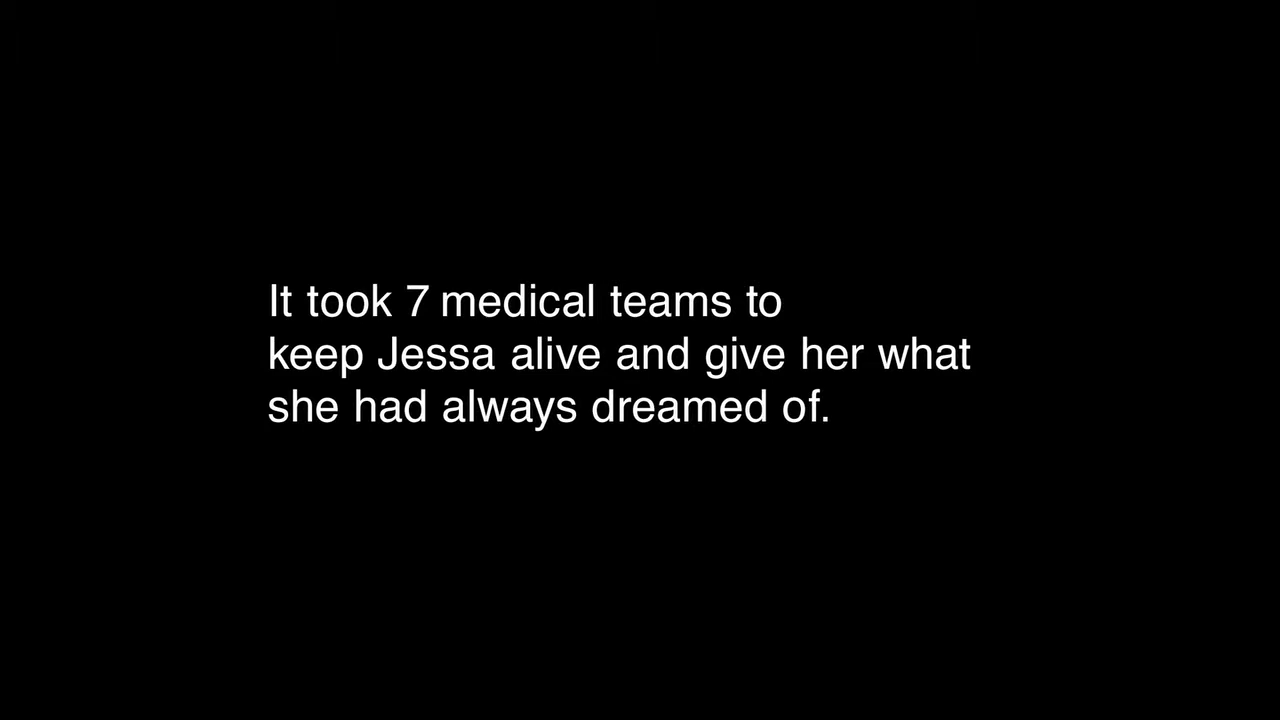 It took 7 medical teams to
keep Jessa alive and give her what
she had always dreamed of.